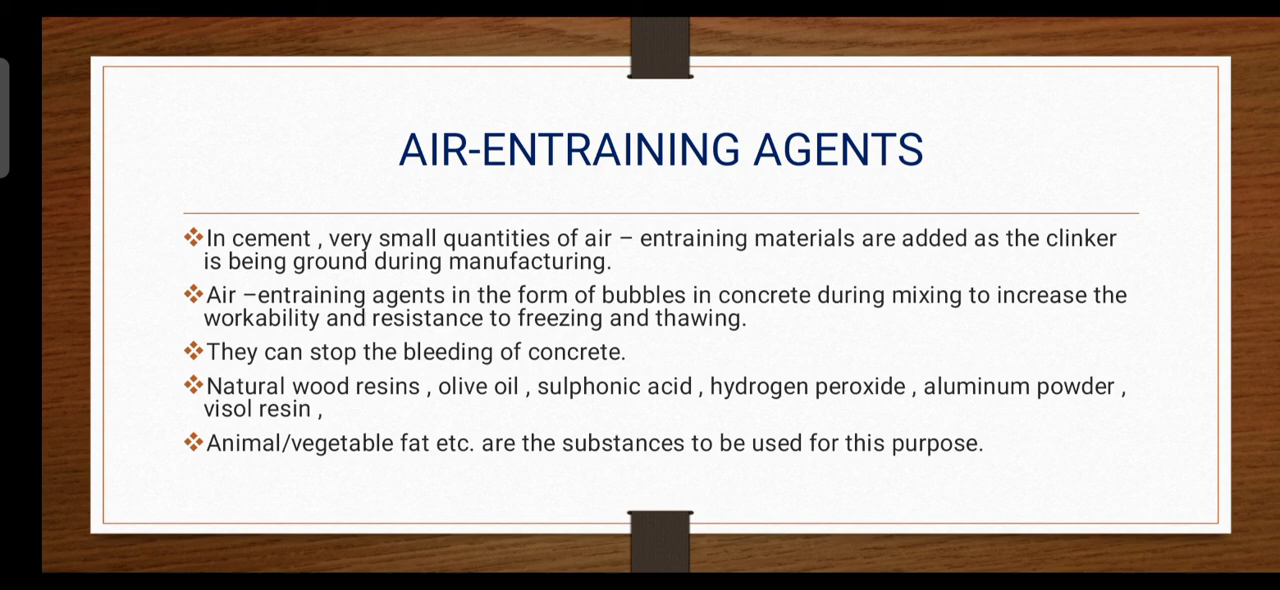 AIR-ENTRAINING AGENTS
❖In cement , very small quantities of air – entraining materials are added as the clinker
is being ground during manufacturing.
❖Air –entraining agents in the form of bubbles in concrete during mixing to increase the
workability and resistance to freezing and thawing.
❖They can stop the bleeding of concrete.
❖Natural wood resins , olive oil , sulphonic acid , hydrogen peroxide , aluminum powder ,
visol resin ,
❖Animal/vegetable fat etc. are the substances to be used for this purpose.